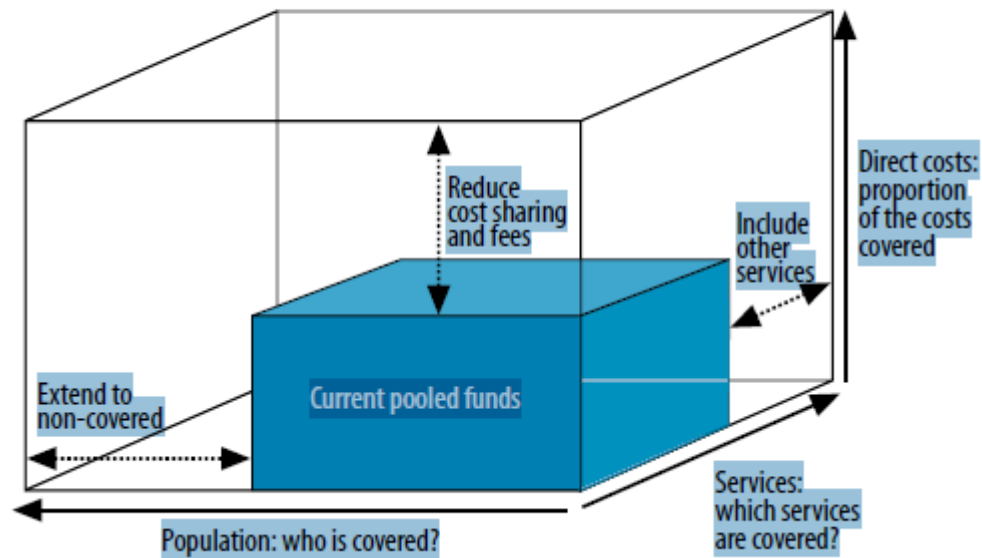 Direct costs:
proportion
of the costs
covered
Reduce
cost sharing
and fees
Include
other
services
Extend to
non-covered
Current pooled funds
Services:
which services
are covered?
Population: who is covered?